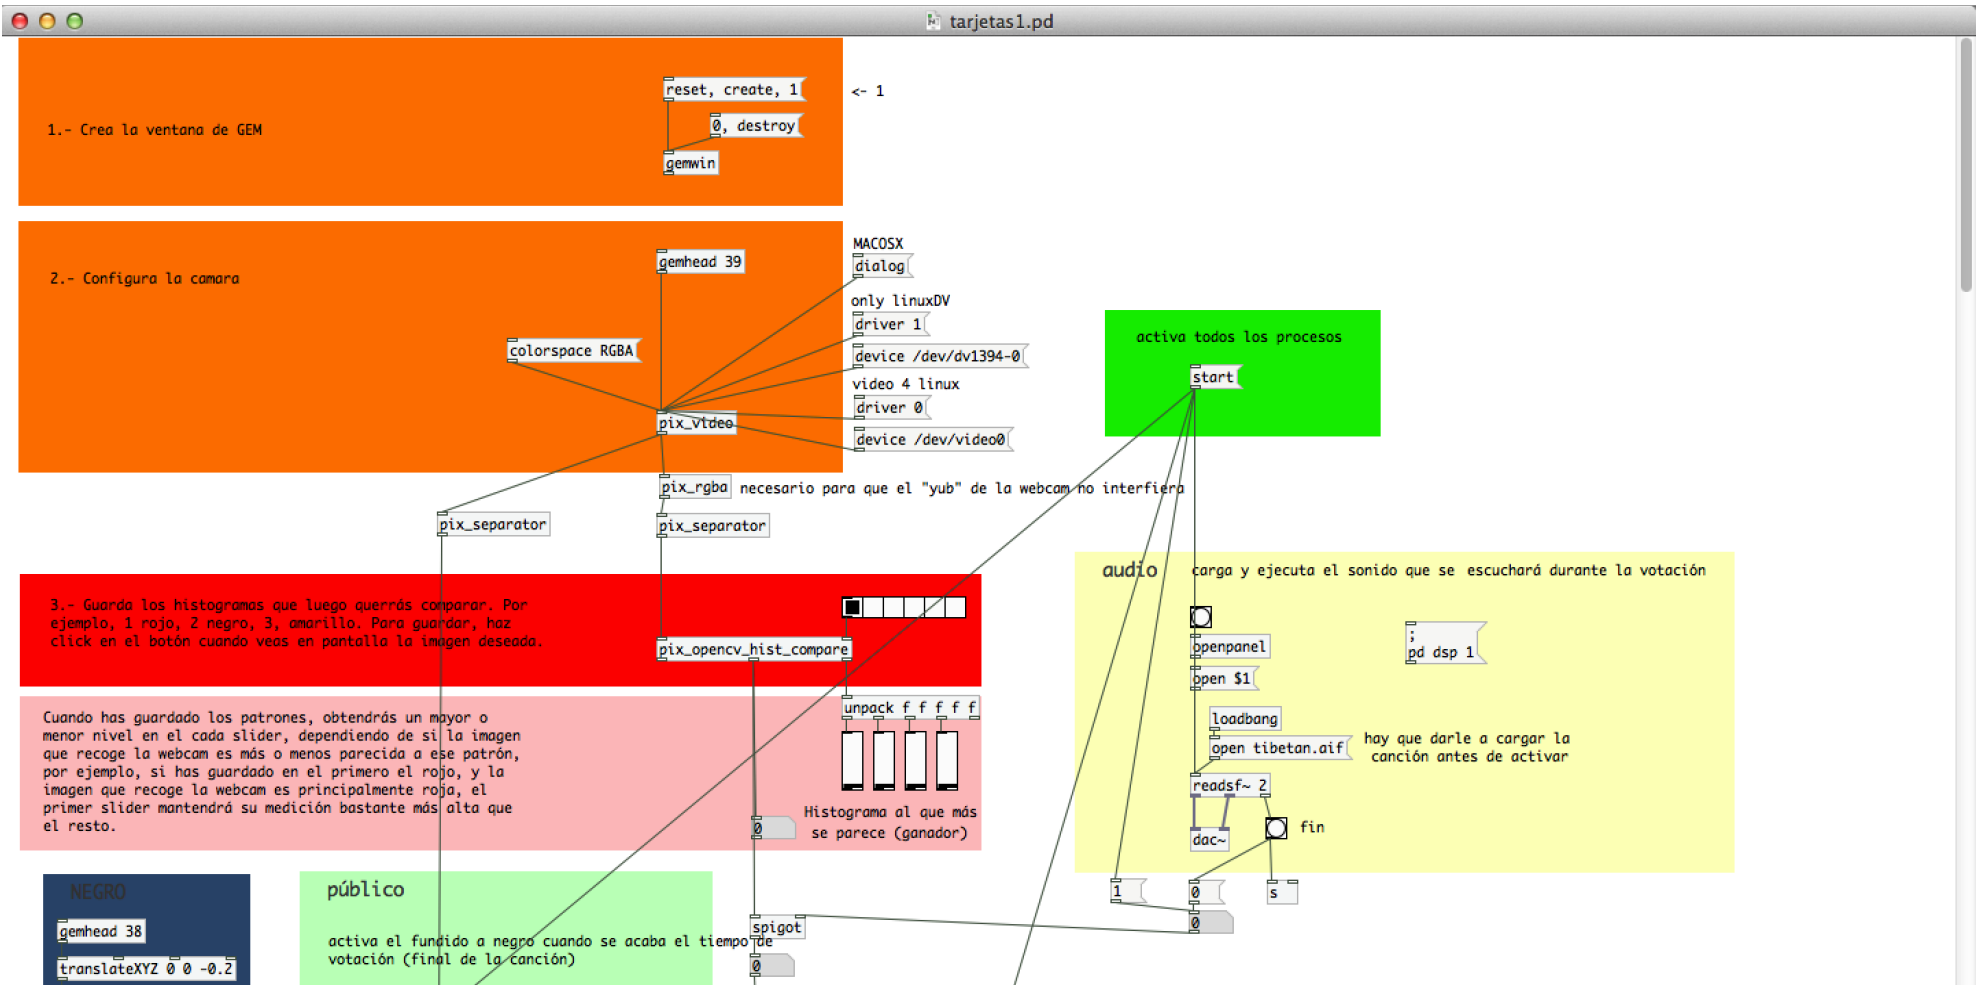 tarjetas1.pd
reset, create, 1
<- 1
0, destroy
1.- Crea la ventana de GEM
gemwin
MACOSX
gemhead 39
dialog
2.- Configura la camara
only linuxDV
driver 1
colorspace RGBA
device /dev/dv1394-0
video 4 linux
driver 0
pix_video
device /dev/video0
activa todos los procesos
start
pix_rgba
necesario para que el "yub" de la webcam no interfiera
pix_separator
pix_separator
3.- Guarda los histogramas que luego querrás comparar. Por
ejemplo, 1 rojo, 2 negro, 3, amarillo. Para guardar, haz
click en el botón cuando veas en pantalla la imagen deseada.
pix_opencv_hist_compare
unpack f f f f f
Cuando has guardado los patrones, obtendrás un mayor o
menor nivel en el cada slider, dependiendo de si la imagen
que recoge la webcam es más o menos parecida a ese patrón,
por ejemplo, si has guardado en el primero el rojo, y la
imagen que recoge la webcam es principalmente roja, el
primer slider mantendrá su medición bastante más alta que
el resto.
Histograma al que más
se parece (ganador)
0
audio
carga y ejecuta el sonido que se escuchará durante la votación
openpanel
;
pd dsp 1
open $1
loadbang
open tibetan.aif
hay que darle a cargar la
canción antes de activar
readsf~ 2
fin
dac~
1
0
s
0
NEGRO
gemhead 38
translateXYZ 0 0 -0.2
público
activa el fundido a negro cuando se acaba el tiempo de
votación (final de la canción)
spigot
0